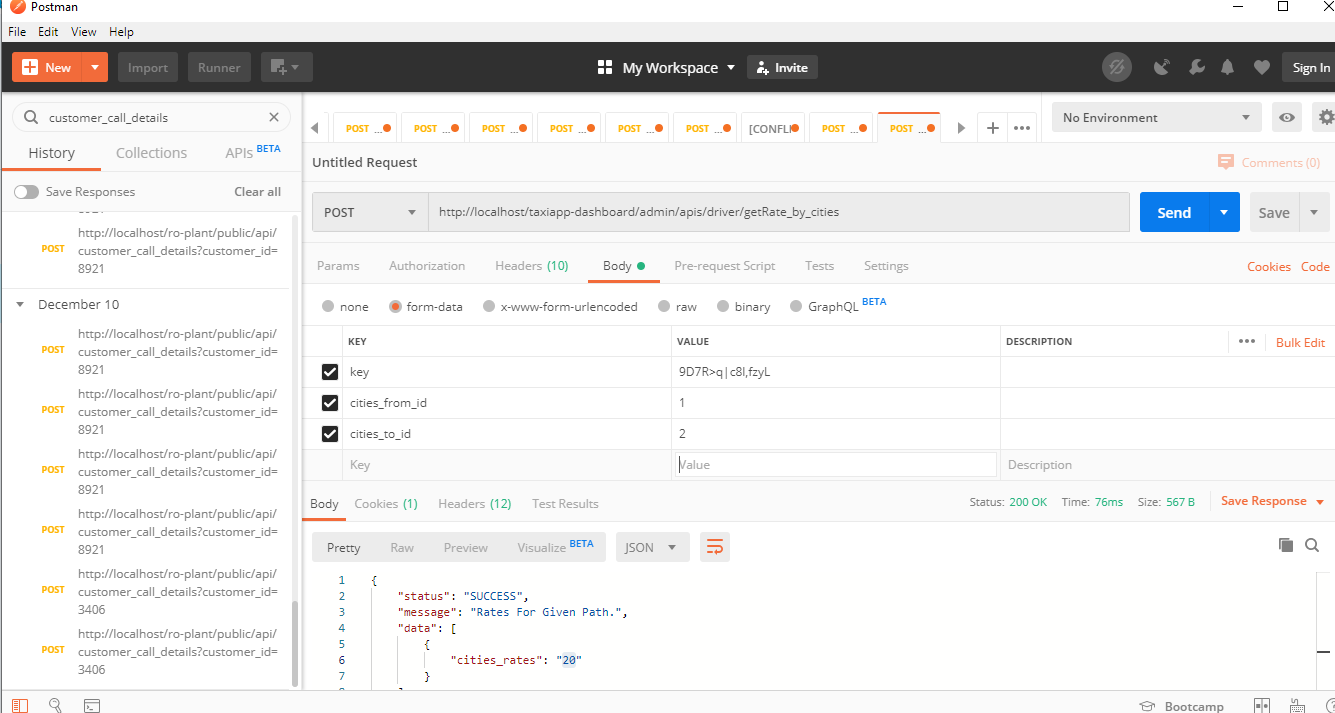 Postman
File Edit View Help
New Import Runner My Workspace Invite Sign In
customer_call_details
History Collections APIs BETA
Save Responses Clear all
8921
POST http://localhost/ro-plant/public/api/
customer_call_details?customer_id=
8921
December 10
POST http://localhost/ro-plant/public/api/
customer_call_details?customer_id=
8921
POST http://localhost/ro-plant/public/api/
customer_call_details?customer_id=
8921
POST http://localhost/ro-plant/public/api/
customer_call_details?customer_id=
8921
POST http://localhost/ro-plant/public/api/
customer_call_details?customer_id=
8921
POST http://localhost/ro-plant/public/api/
customer_call_details?customer_id=
3406
POST http://localhost/ro-plant/public/api/
customer_call_details?customer_id=
3406
POST ... POST ... POST ... POST ... POST ... POST ... [CONFLI POST ... POST ... No Environment
Untitled Request Comments (0)
POST http://localhost/taxiapp-dashboard/admin/apis/driver/getRate_by_cities Send Save
Params Authorization Headers (10) Body Pre-request Script Tests Settings Cookies Code
none form-data x-www-form-urlencoded raw binary GraphQL BETA
KEY VALUE DESCRIPTION ... Bulk Edit
key 9D7R>q|c8I,fzyL
cities_from_id 1
cities_to_id 2
Key Value Description
Body Cookies (1) Headers (12) Test Results Status: 200 OK Time: 76ms Size: 567 B Save Response
Pretty Raw Preview Visualize BETA JSON
1 {
2 "status": "SUCCESS",
3 "message": "Rates For Given Path.",
4 "data": [
5 {
6 "cities_rates": "20"
7 }
Bootcamp